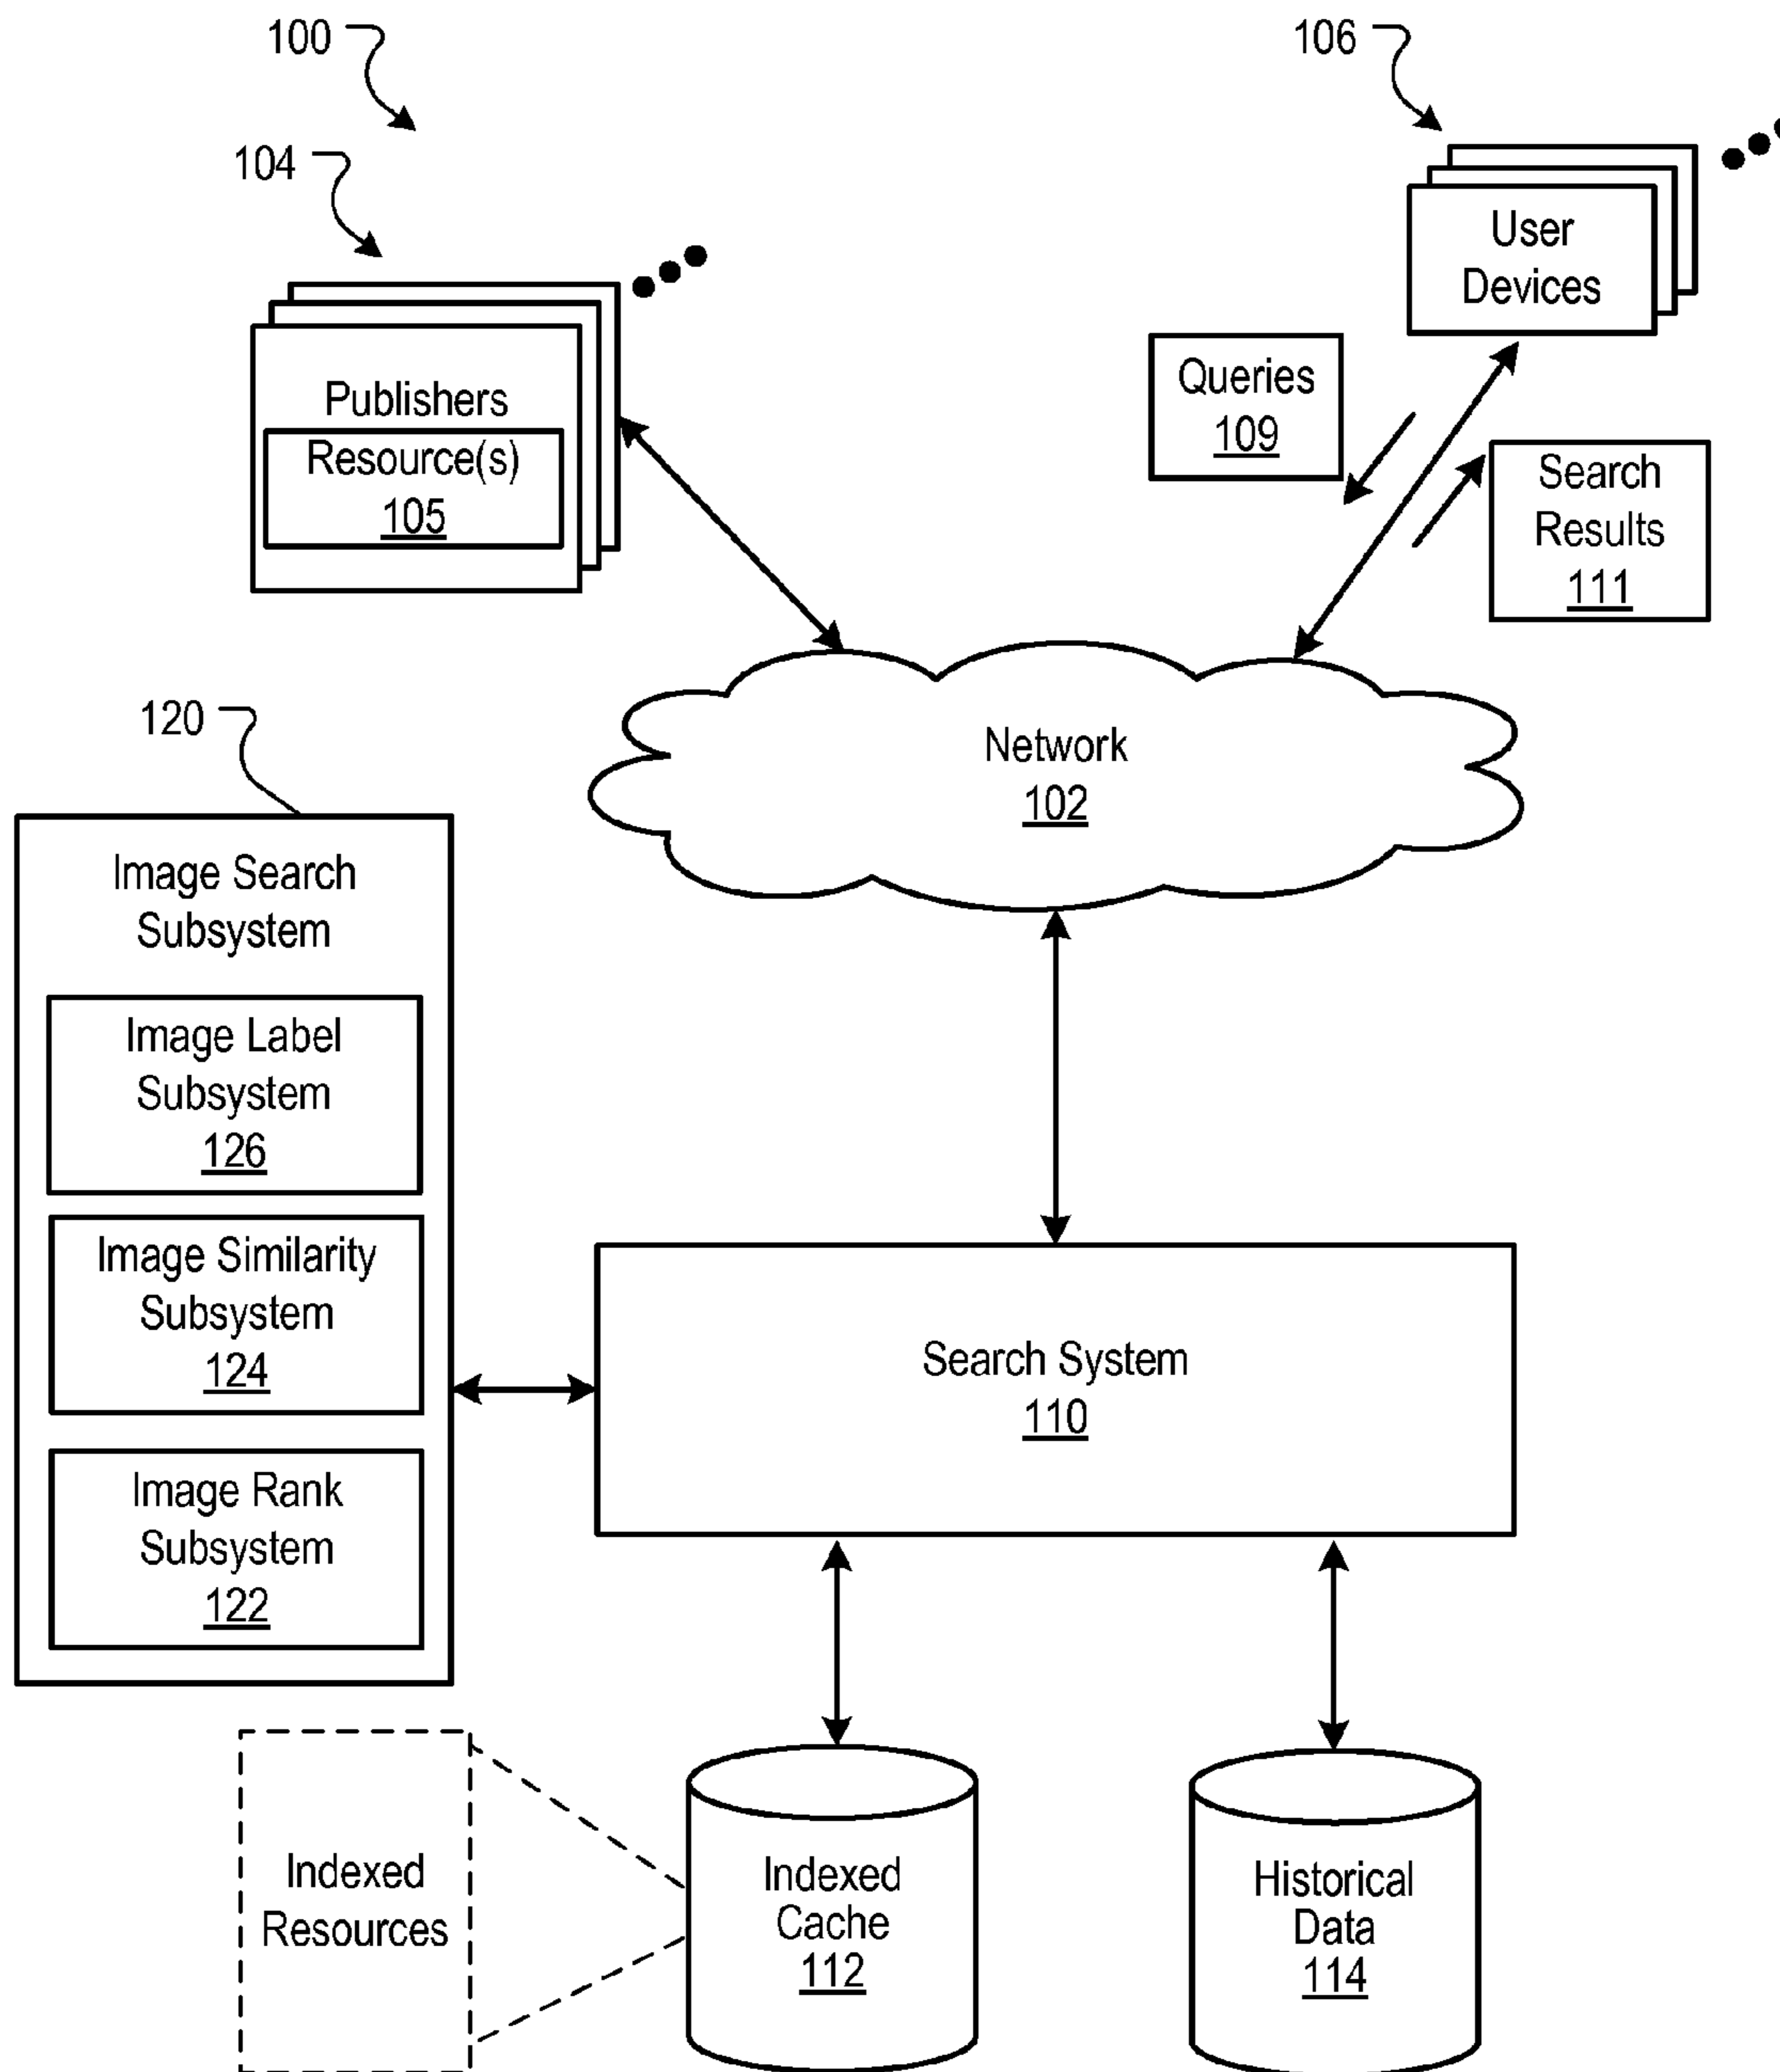 100
106
104
User
Devices
Publishers
Resource(s)
105
Queries
109
Search
Results
111
Network
102
120
Image Search
Subsystem
Image Label
Subsystem
126
Image Similarity
Subsystem
124
Image Rank
Subsystem
122
Search System
110
Indexed
Resources
Indexed
Cache
112
Historical
Data
114